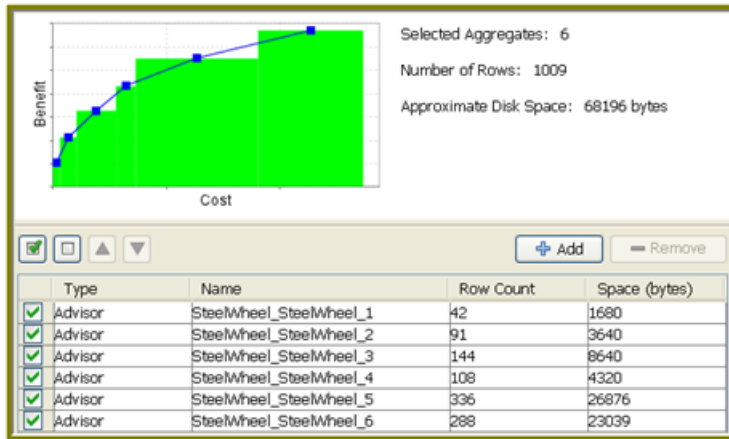 Selected Aggregates: 6
Number of Rows: 1009
Approximate Disk Space: 68196 bytes
Benefit
Cost
Add Remove
Type Name Row Count Space (bytes)
Advisor SteelWheel_SteelWheel_1 42 1680
Advisor SteelWheel_SteelWheel_2 91 3640
Advisor SteelWheel_SteelWheel_3 144 8640
Advisor SteelWheel_SteelWheel_4 108 4320
Advisor SteelWheel_SteelWheel_5 336 26876
Advisor SteelWheel_SteelWheel_6 288 23039